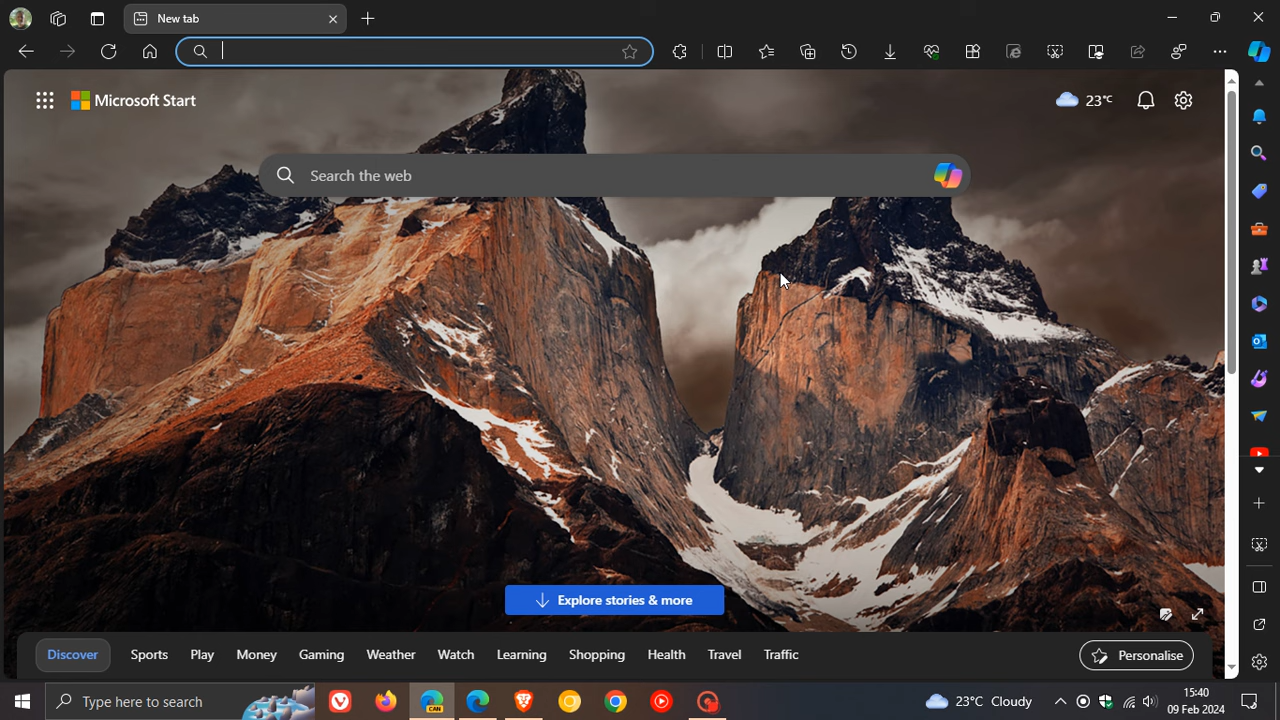 New tab
Microsoft Start
23°C
Search the web
Explore stories & more
Discover Sports Play Money Gaming Weather Watch Learning Shopping Health Travel Traffic Personalise
Type here to search
CAN
23°C Cloudy
15:40
09 Feb 2024